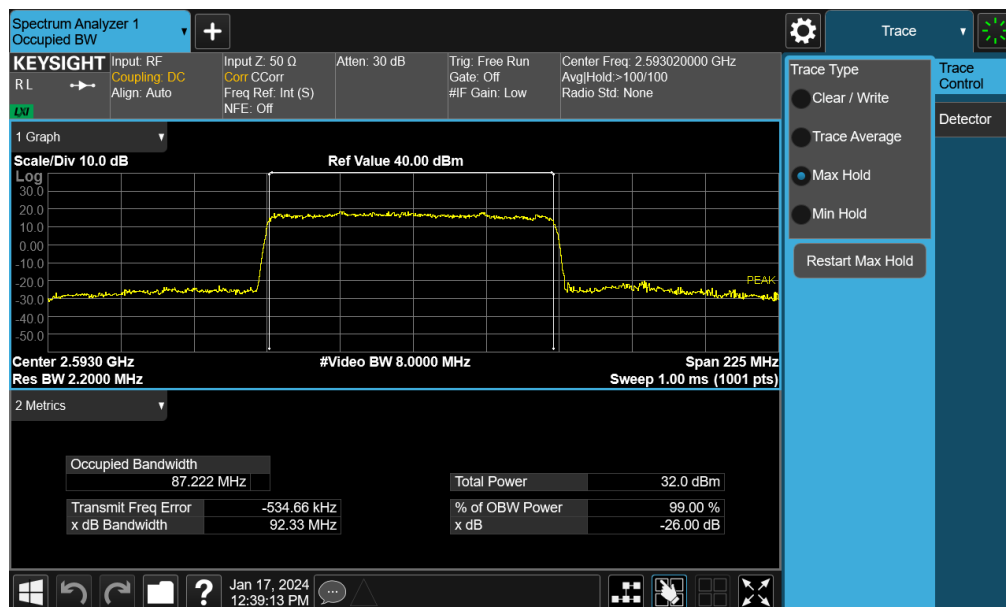 Spectrum Analyzer 1
Occupied BW
Trace
KEYSIGHT
R L
LXI
Input: RF
Coupling: DC
Align: Auto
Input Z: 50 Ω
Corr CCorr
Freq Ref: Int (S)
NFE: Off
Atten: 30 dB
Trig: Free Run
Gate: Off
#IF Gain: Low
Center Freq: 2.593020000 GHz
Avg|Hold:>100/100
Radio Std: None
Trace Type
Clear / Write
Trace Average
Max Hold
Min Hold
Restart Max Hold
Trace
Control
Detector
1 Graph
Scale/Div 10.0 dB
Ref Value 40.00 dBm
Log
30.0
20.0
10.0
0.00
-10.0
-20.0
-30.0
-40.0
-50.0
PEAK
Center 2.5930 GHz
#Video BW 8.0000 MHz
Span 225 MHz
Res BW 2.2000 MHz
Sweep 1.00 ms (1001 pts)
2 Metrics
Occupied Bandwidth
87.222 MHz
Total Power 32.0 dBm
Transmit Freq Error -534.66 kHz
% of OBW Power 99.00 %
x dB Bandwidth 92.33 MHz
x dB -26.00 dB
?
Jan 17, 2024
12:39:13 PM